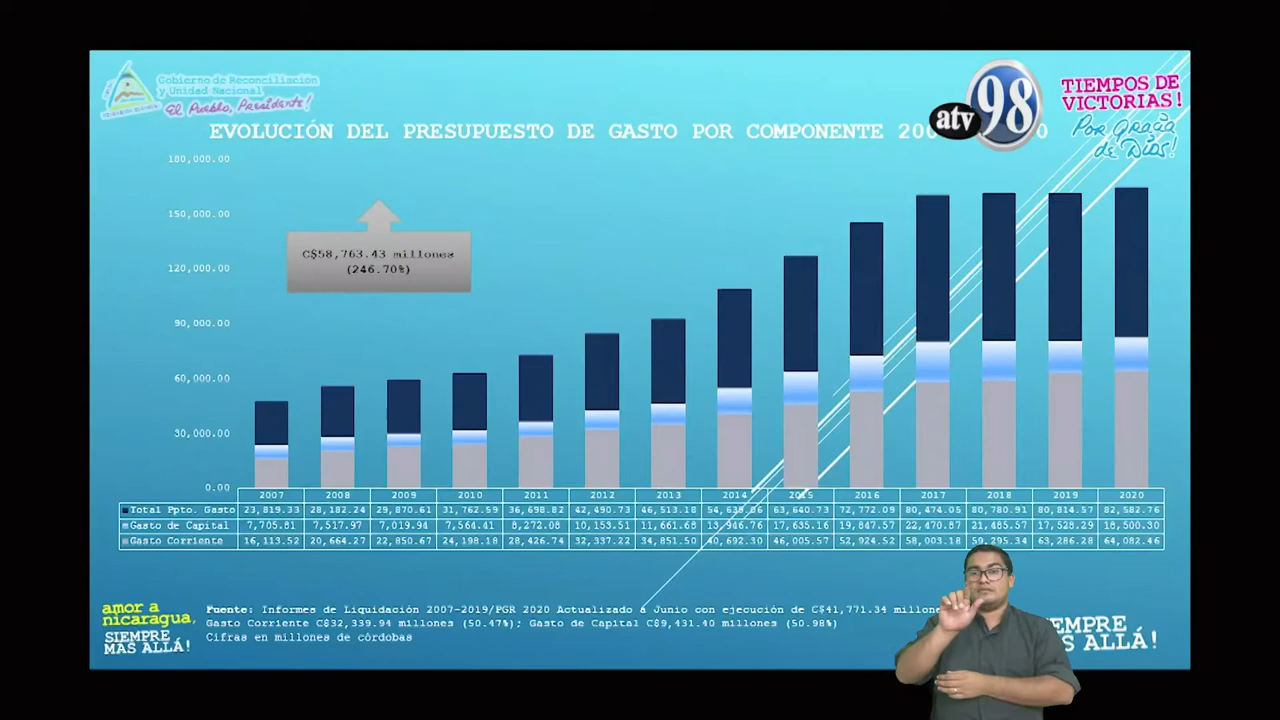 Gobierno de Reconciliación
y Unidad Nacional
El Pueblo, Presidente!
atv 98
TIEMPOS DE
VICTORIAS!
Por Gracia
de Dios!
EVOLUCIÓN DEL PRESUPUESTO DE GASTO POR COMPONENTE
180,000.00
150,000.00
120,000.00
90,000.00
60,000.00
30,000.00
0.00
C$58,763.43 millones
(246.70%)
2007 2008 2009 2010 2011 2012 2013 2014 2015 2016 2017 2018 2019 2020
Total Ppto. Gasto 23,819.33 28,182.24 29,870.61 31,762.59 36,698.82 42,490.73 46,513.18 63,640.73 72,772.09 80,474.05 80,780.91 80,814.57 82,582.76
Gasto de Capital 7,705.81 7,517.97 7,019.94 7,564.41 8,272.08 10,153.51 11,661.68 13,946.76 17,635.16 19,847.57 22,470.87 21,485.57 17,528.29 18,500.30
Gasto Corriente 16,113.52 20,664.27 22,850.67 24,198.18 28,426.74 32,337.22 34,851.50 40,692.30 46,005.57 52,924.52 58,003.18 59,295.34 63,286.28 64,082.46
amor a
nicaragua,
SIEMPRE
MÁS ALLÁ!
Fuente: Informes de Liquidación 2007-2019/PGR 2020 Actualizado a Junio con ejecución de C$41,771.34
Gasto Corriente C$32,339.94 millones (50.47%); Gasto de Capital C$9,431.40 millones (50.98%)
Cifras en millones de córdobas
ALLÁ!